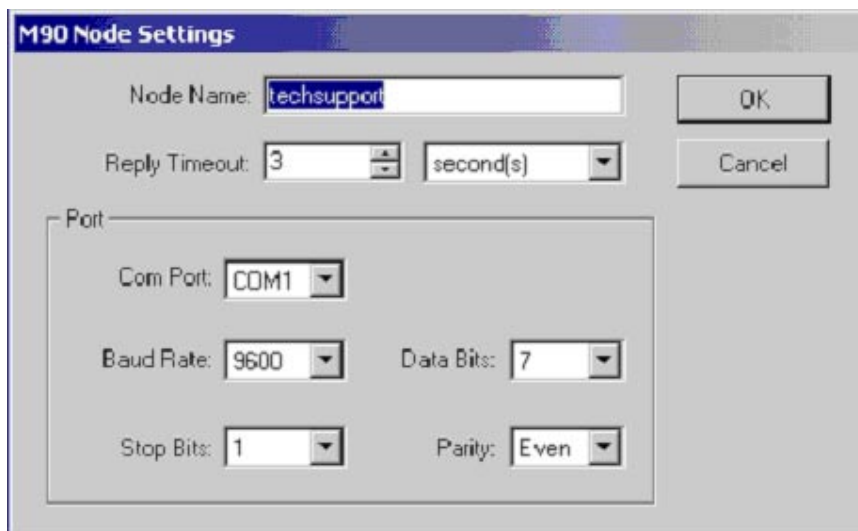 M90 Node Settings
Node Name: techsupport
OK
Reply Timeout: 3 second(s)
Cancel
Port
Com Port: COM1
Baud Rate: 9600 Data Bits: 7
Stop Bits: 1 Parity: Even